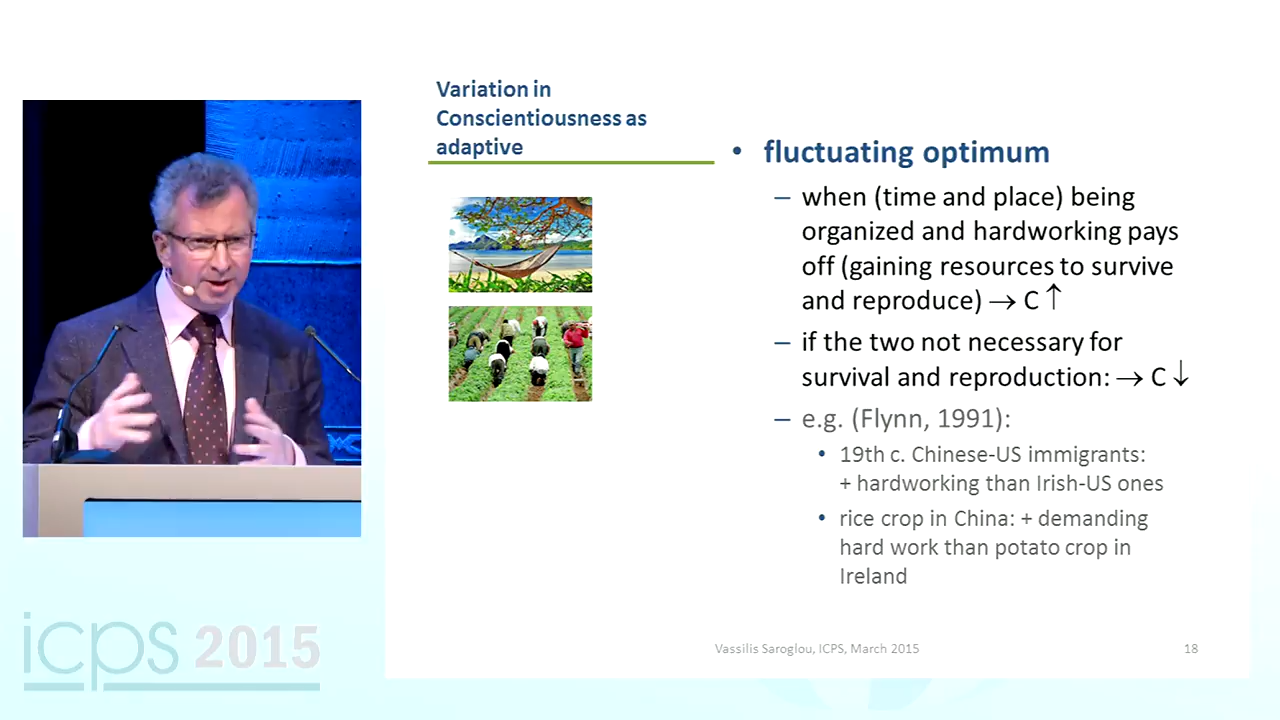 Variation in
Conscientiousness as
adaptive
• fluctuating optimum
– when (time and place) being
organized and hardworking pays
off (gaining resources to survive
and reproduce) → C ↑
– if the two not necessary for
survival and reproduction: → C ↓
– e.g. (Flynn, 1991):
• 19th c. Chinese-US immigrants:
+ hardworking than Irish-US ones
• rice crop in China: + demanding
hard work than potato crop in
Ireland
Vassilis Saroglou, ICPS, March 2015
18
icps 2015